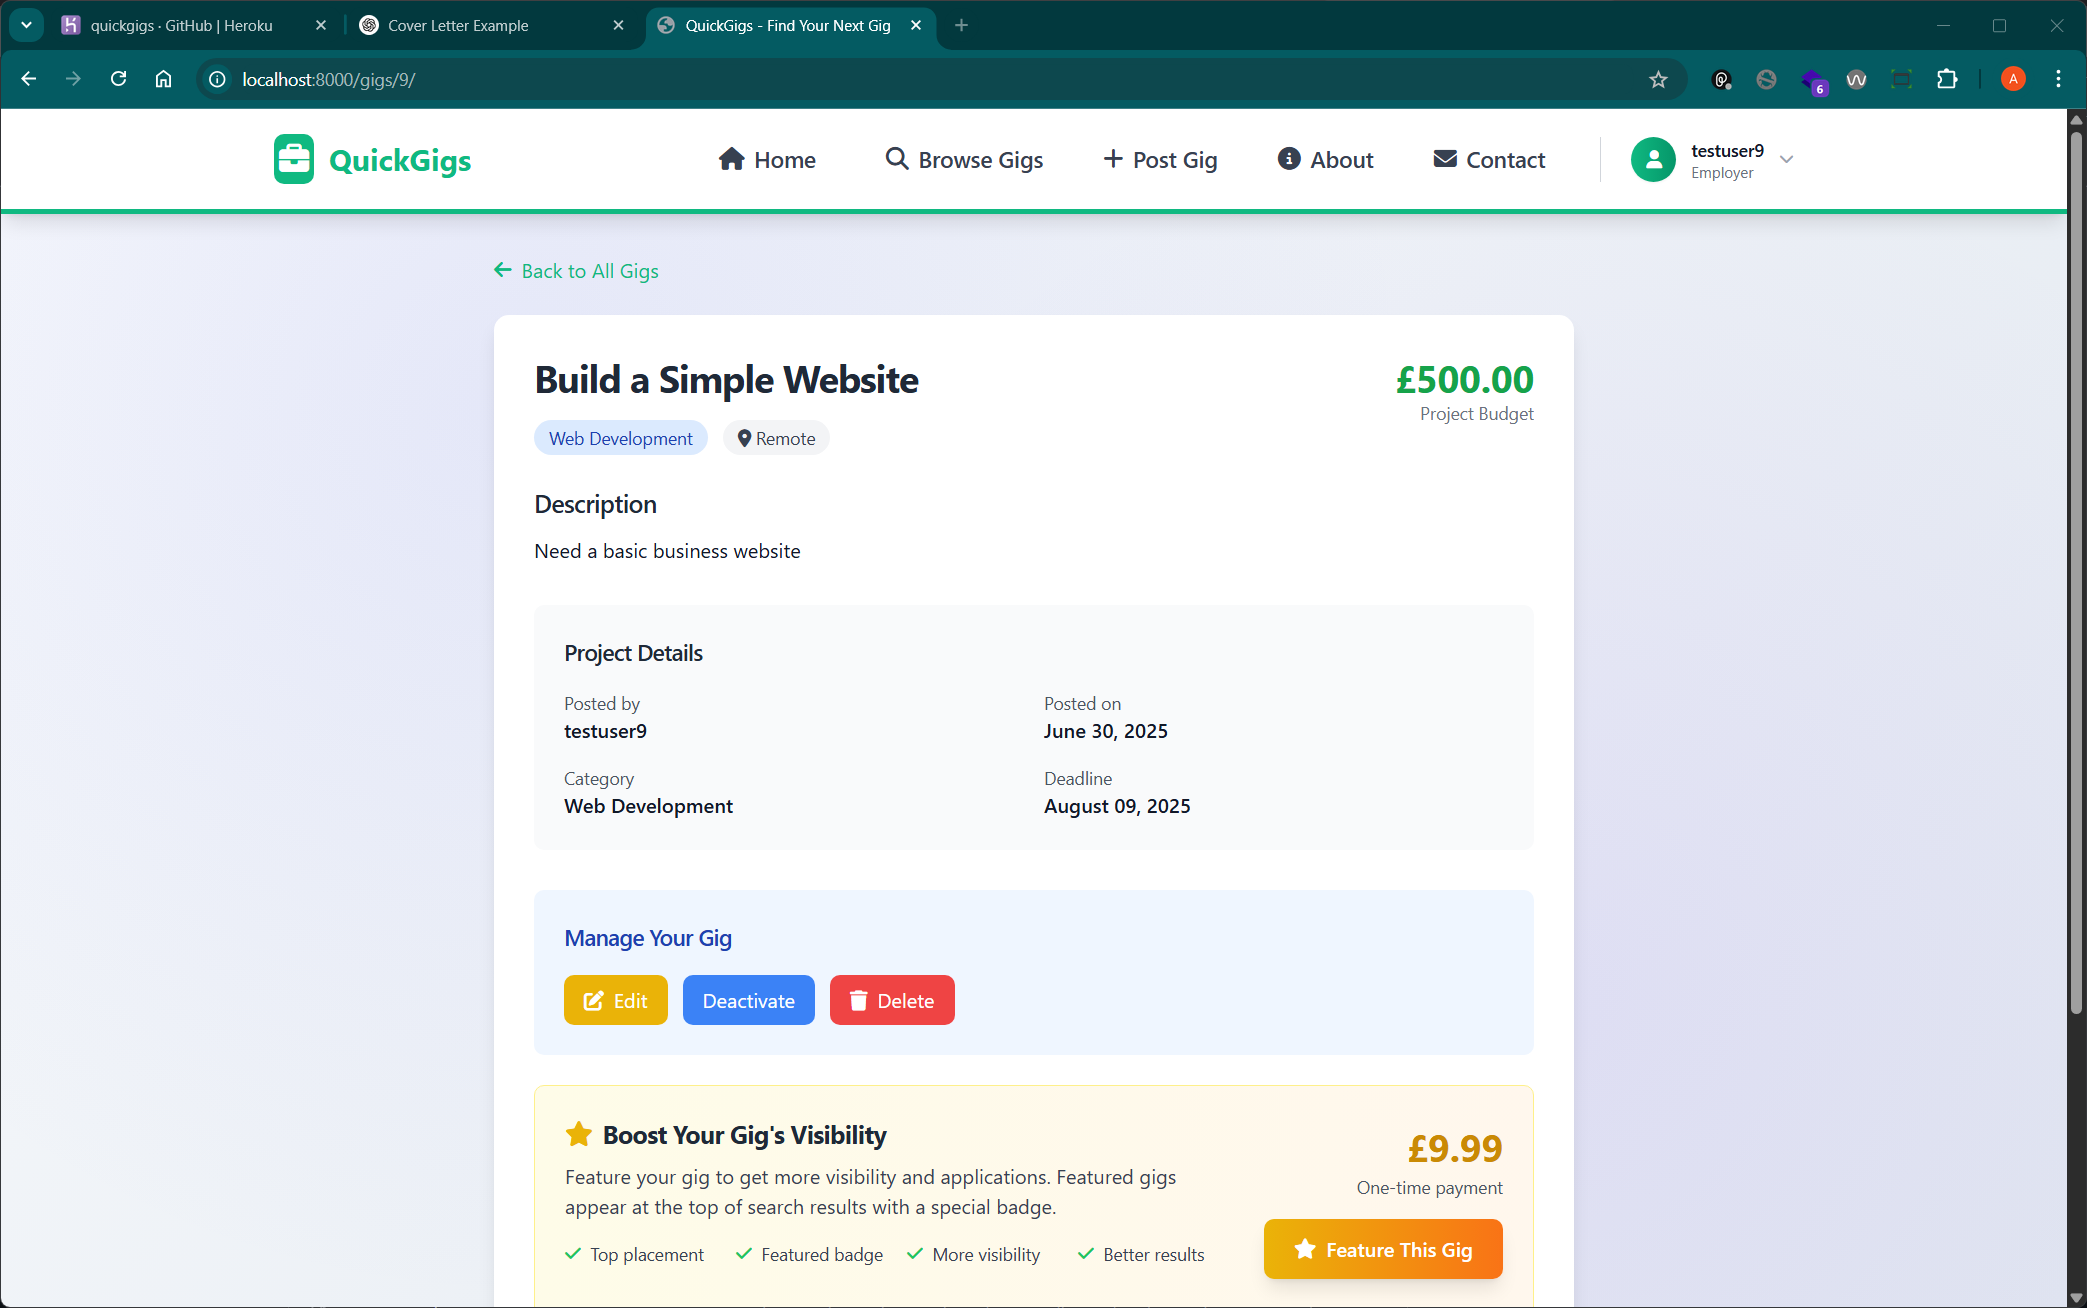 quickgigs · GitHub | Heroku
Cover Letter Example
QuickGigs - Find Your Next Gig
localhost:8000/gigs/9/
6
A
QuickGigs
Home
Browse Gigs
Post Gig
About
Contact
testuser9
Employer
Back to All Gigs
Build a Simple Website
£500.00
Project Budget
Web Development
Remote
Description
Need a basic business website
Project Details
Posted by
testuser9
Posted on
June 30, 2025
Category
Web Development
Deadline
August 09, 2025
Manage Your Gig
Edit
Deactivate
Delete
Boost Your Gig's Visibility
£9.99
One-time payment
Feature your gig to get more visibility and applications. Featured gigs
appear at the top of search results with a special badge.
Top placement
Featured badge
More visibility
Better results
Feature This Gig